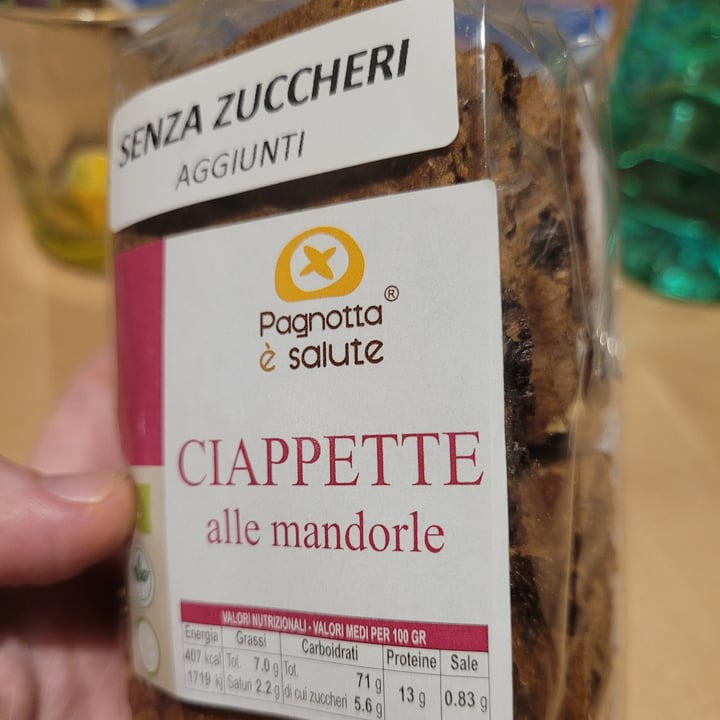 SENZA ZUCCHERI
AGGIUNTI
Pagnotta ®
è salute
CIAPPETTE
alle mandorle
VALORI NUTRIZIONALI - VALORI MEDI PER 100 GR
Energia Grassi Carboidrati Proteine Sale
407 kcal Tot. 7.0 g Tot. 71 g 13 g 0.83 g
1719 kj Saturi 2.2 g di cui zuccheri 5.6 g